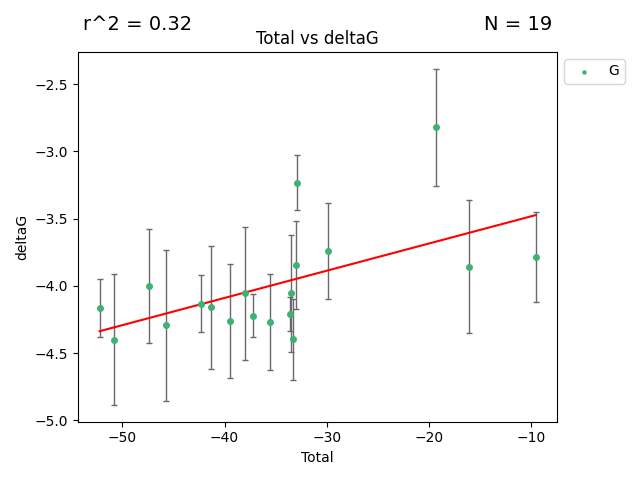 r^2 = 0.32
N = 19
Total vs deltaG
G
−2.5
−3.0
−3.5
−4.0
−4.5
−5.0
deltaG
−50
−40
−30
−20
−10
Total